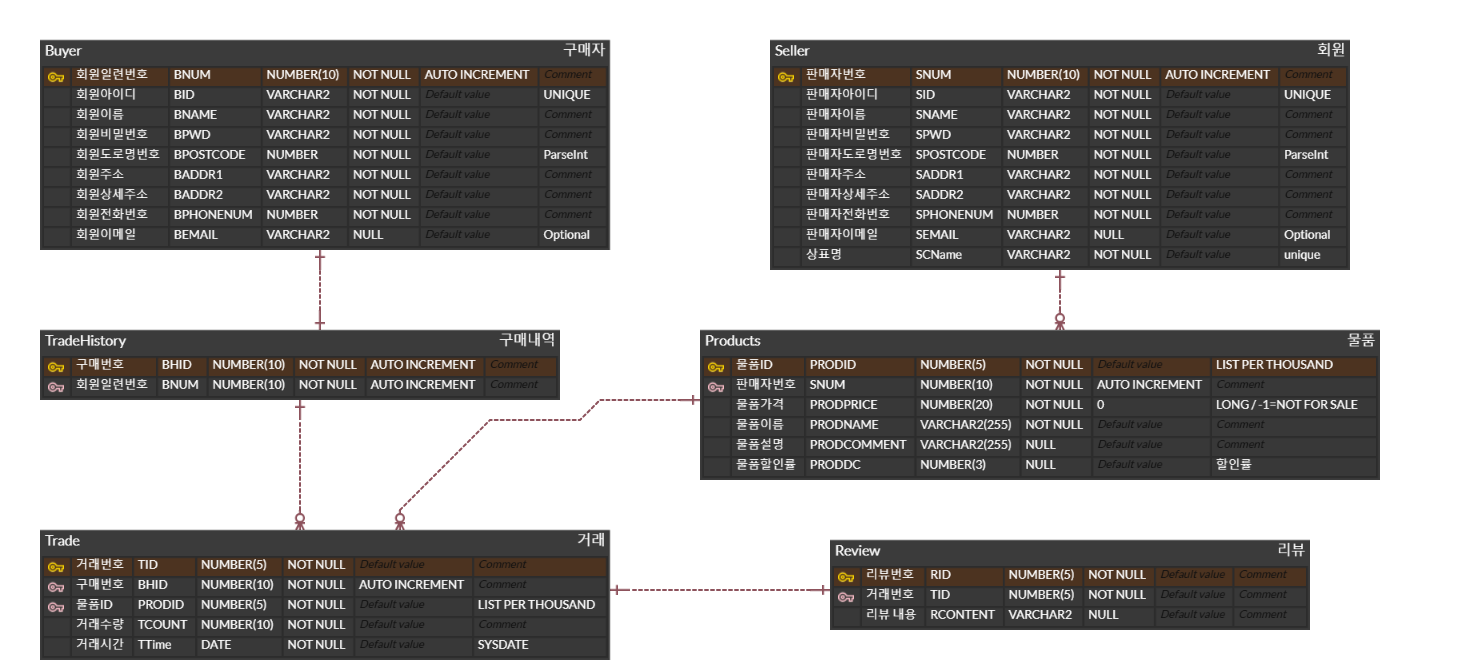 Buyer 구매자
회원일련번호 BNUM NUMBER(10) NOT NULL AUTO INCREMENT Comment
회원아이디 BID VARCHAR2 NOT NULL Default value UNIQUE
회원이름 BNAME VARCHAR2 NOT NULL Default value Comment
회원비밀번호 BPWD VARCHAR2 NOT NULL Default value Comment
회원도로명번호 BPOSTCODE NUMBER NOT NULL Default value ParseInt
회원주소 BADDR1 VARCHAR2 NOT NULL Default value Comment
회원상세주소 BADDR2 VARCHAR2 NOT NULL Default value Comment
회원전화번호 BPHONENUM NUMBER NOT NULL Default value Comment
회원이메일 BEMAIL VARCHAR2 NULL Default value Optional
Seller 회원
판매자번호 SNUM NUMBER(10) NOT NULL AUTO INCREMENT Comment
판매자아이디 SID VARCHAR2 NOT NULL Default value UNIQUE
판매자이름 SNAME VARCHAR2 NOT NULL Default value Comment
판매자비밀번호 SPWD VARCHAR2 NOT NULL Default value Comment
판매자도로명번호 SPOSTCODE NUMBER NOT NULL Default value ParseInt
판매자주소 SADDR1 VARCHAR2 NOT NULL Default value Comment
판매자상세주소 SADDR2 VARCHAR2 NOT NULL Default value Comment
판매자전화번호 SPHONENUM NUMBER NOT NULL Default value Comment
판매자이메일 SEMAIL VARCHAR2 NULL Default value Optional
상표명 SCName VARCHAR2 NOT NULL Default value unique
TradeHistory 구매내역
구매번호 BHID NUMBER(10) NOT NULL AUTO INCREMENT Comment
회원일련번호 BNUM NUMBER(10) NOT NULL AUTO INCREMENT Comment
Products 물품
물품ID PRODID NUMBER(5) NOT NULL Default value LIST PER THOUSAND
판매자번호 SNUM NUMBER(10) NOT NULL AUTO INCREMENT Comment
물품가격 PRODPRICE NUMBER(20) NOT NULL 0 LONG / -1=NOT FOR SALE
물품이름 PRODNAME VARCHAR2(255) NOT NULL Default value Comment
물품설명 PRODCOMMENT VARCHAR2(255) NULL Default value Comment
물품할인률 PRODDC NUMBER(3) NULL Default value 할인률
Trade 거래
거래번호 TID NUMBER(5) NOT NULL Default value Comment
구매번호 BHID NUMBER(10) NOT NULL AUTO INCREMENT Comment
물품ID PRODID NUMBER(5) NOT NULL Default value LIST PER THOUSAND
거래수량 TCOUNT NUMBER(10) NOT NULL Default value Comment
거래시간 TTime DATE NOT NULL Default value SYSDATE
Review 리뷰
리뷰번호 RID NUMBER(5) NOT NULL Default value Comment
거래번호 TID NUMBER(5) NOT NULL Default value Comment
리뷰 내용 RCONTENT VARCHAR2 NULL Default value Comment